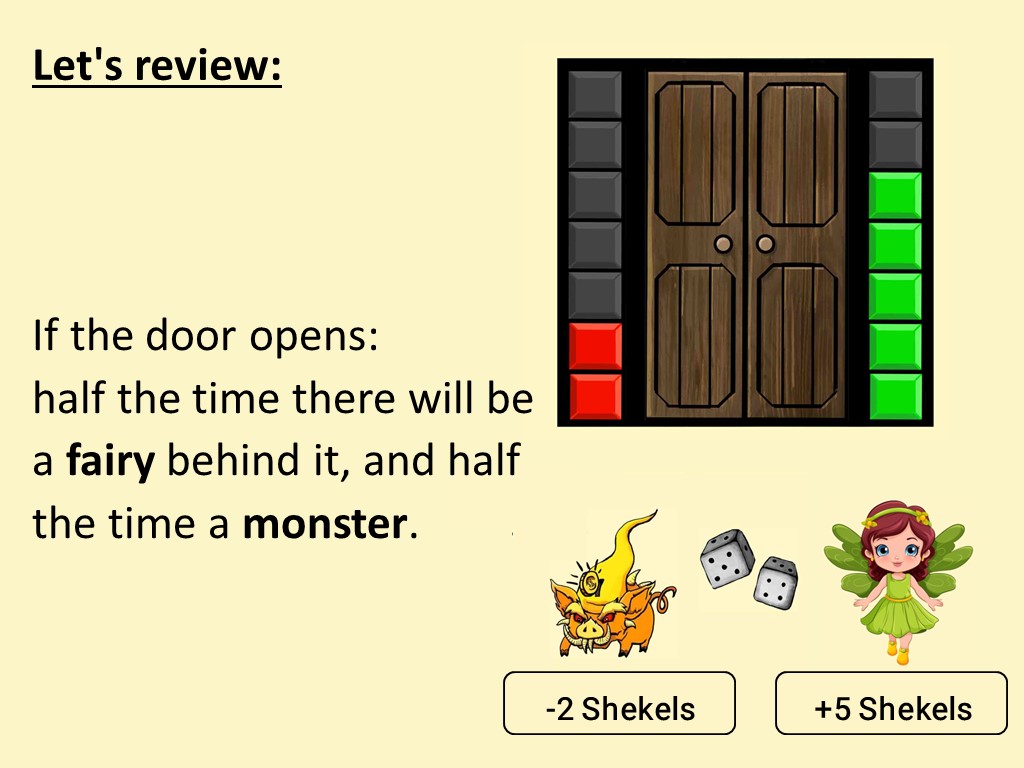 Let's review:
If the door opens:
half the time there will be
a fairy behind it, and half
the time a monster.
-2 Shekels
+5 Shekels